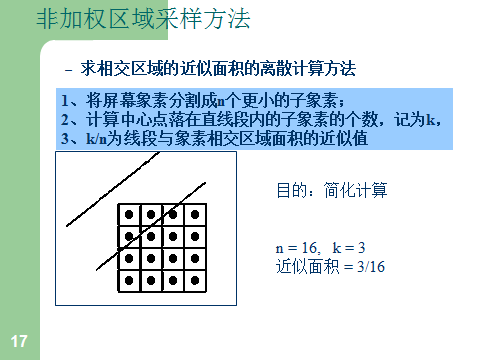 非加权区域采样方法
– 求相交区域的近似面积的离散计算方法
1、将屏幕象素分割成n个更小的子象素；
2、计算中心点落在直线段内的子象素的个数，记为k，
3、k/n为线段与象素相交区域面积的近似值
目的：简化计算
n = 16, k = 3
近似面积 = 3/16
17